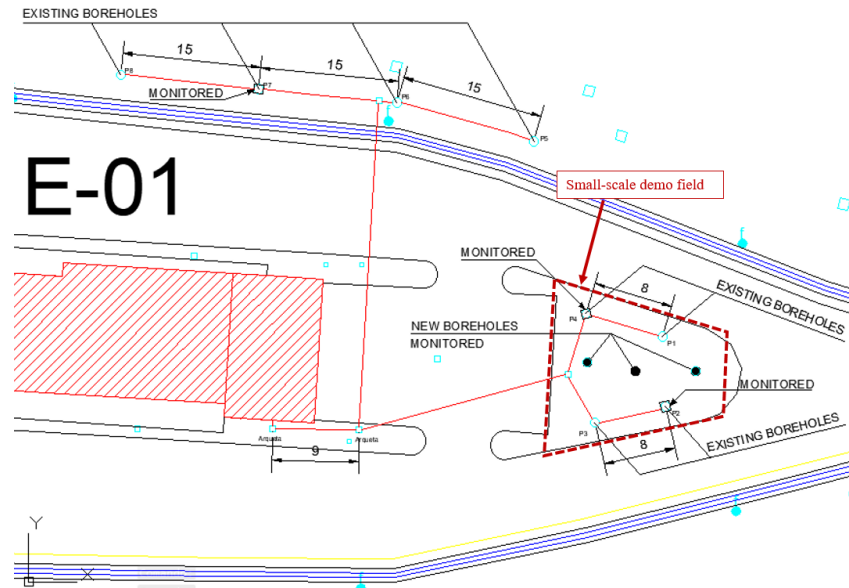 EXISTING BOREHOLES
15
15
15
P8
P7
P6
P5
MONITORED
E-01
Small-scale demo field
MONITORED
8
EXISTING BOREHOLES
P4
P1
NEW BOREHOLES
MONITORED
MONITORED
P2
P3
8
EXISTING BOREHOLES
Arqueta
Arqueta
9
Y
X